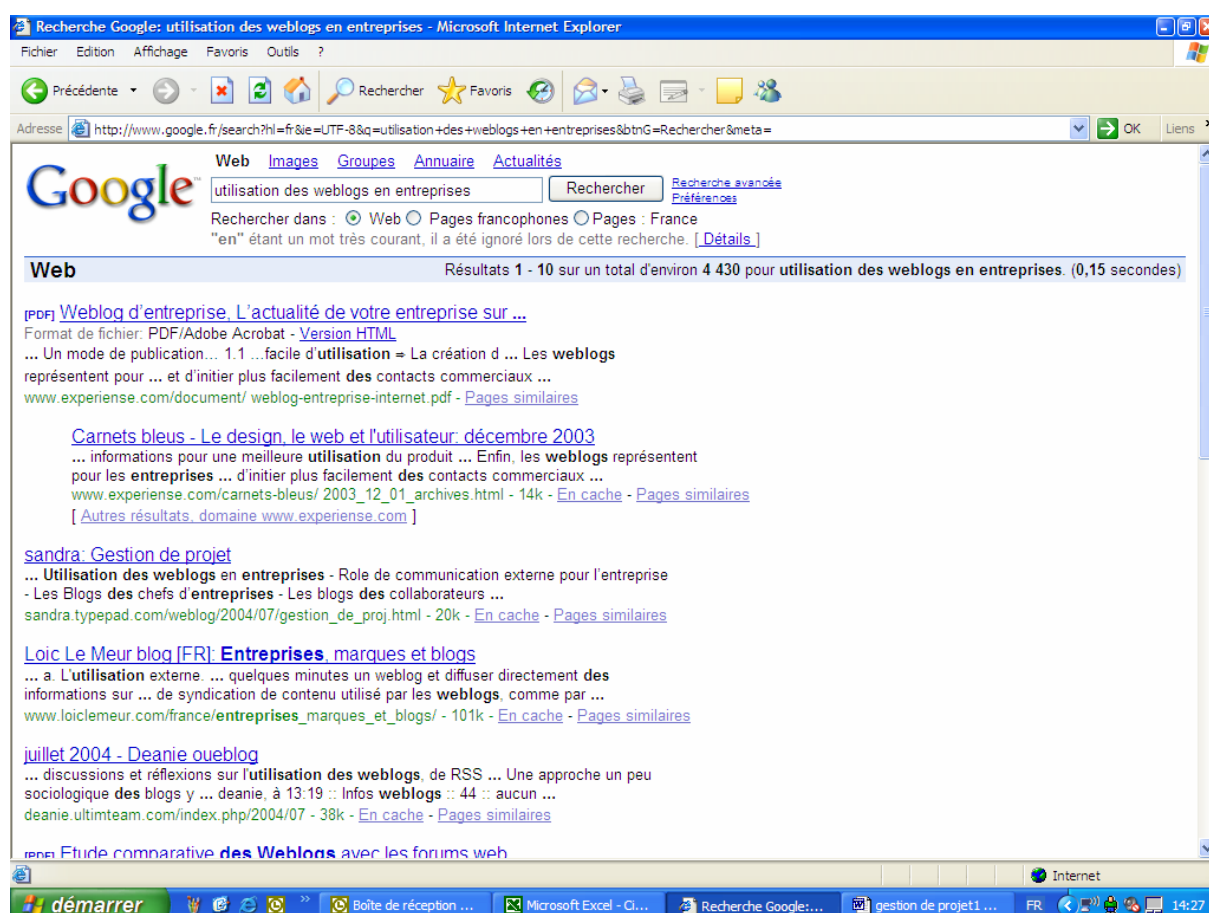 Recherche Google: utilisation des weblogs en entreprises - Microsoft Internet Explorer
Fichier Edition Affichage Favoris Outils ?
Précédente Rechercher Favoris
Adresse http://www.google.fr/search?hl=fr&ie=UTF-8&q=utilisation+des+weblogs+en+entreprises&btnG=Rechercher&meta= OK Liens
Google™
Web Images Groupes Annuaire Actualités
utilisation des weblogs en entreprises Rechercher Recherche avancée
Préférences
Rechercher dans : Web Pages francophones Pages : France
"en" étant un mot très courant, il a été ignoré lors de cette recherche. [ Détails ]
Web Résultats 1 - 10 sur un total d'environ 4 430 pour utilisation des weblogs en entreprises. (0,15 secondes)
[PDF] Weblog d'entreprise, L'actualité de votre entreprise sur ...
Format de fichier: PDF/Adobe Acrobat - Version HTML
... Un mode de publication... 1.1 ...facile d'utilisation ⇒ La création d ... Les weblogs
représentent pour ... et d'initier plus facilement des contacts commerciaux ...
www.experiense.com/document/ weblog-entreprise-internet.pdf - Pages similaires
Carnets bleus - Le design, le web et l'utilisateur: décembre 2003
... informations pour une meilleure utilisation du produit ... Enfin, les weblogs représentent
pour les entreprises ... d'initier plus facilement des contacts commerciaux ...
www.experiense.com/carnets-bleus/ 2003_12_01_archives.html - 14k - En cache - Pages similaires
[ Autres résultats, domaine www.experiense.com ]
sandra: Gestion de projet
... Utilisation des weblogs en entreprises - Role de communication externe pour l'entreprise
- Les Blogs des chefs d'entreprises - Les blogs des collaborateurs ...
sandra.typepad.com/weblog/2004/07/gestion_de_proj.html - 20k - En cache - Pages similaires
Loic Le Meur blog [FR]: Entreprises, marques et blogs
... a. L'utilisation externe. ... quelques minutes un weblog et diffuser directement des
informations sur ... de syndication de contenu utilisé par les weblogs, comme par ...
www.loiclemeur.com/france/entreprises_marques_et_blogs/ - 101k - En cache - Pages similaires
juillet 2004 - Deanie oueblog
... discussions et réflexions sur l'utilisation des weblogs, de RSS ... Une approche un peu
sociologique des blogs y ... deanie, à 13:19 :: Infos weblogs :: 44 :: aucun ...
deanie.ultimteam.com/index.php/2004/07 - 38k - En cache - Pages similaires
[PDF] Etude comparative des Weblogs avec les forums web
Internet
démarrer Boîte de réception ... Microsoft Excel - Ci... Recherche Google:... gestion de projet1 ... FR 14:27